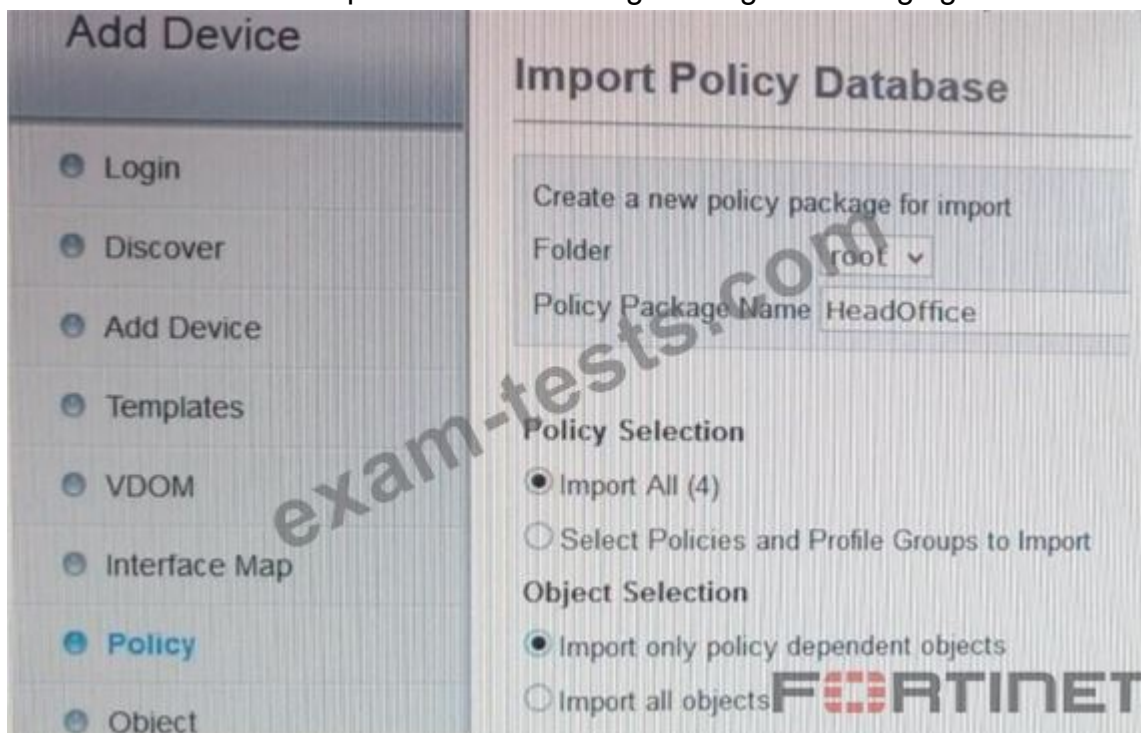 Add Device
Login
Discover
Add Device
Templates
VDOM
Interface Map
Policy
Object
Import Policy Database
Create a new policy package for import
Folder root
Policy Package Name HeadOffice
Policy Selection
Import All (4)
Select Policies and Profile Groups to Import
Object Selection
Import only policy dependent objects
Import all objects
FORTINET
exam-tests.com